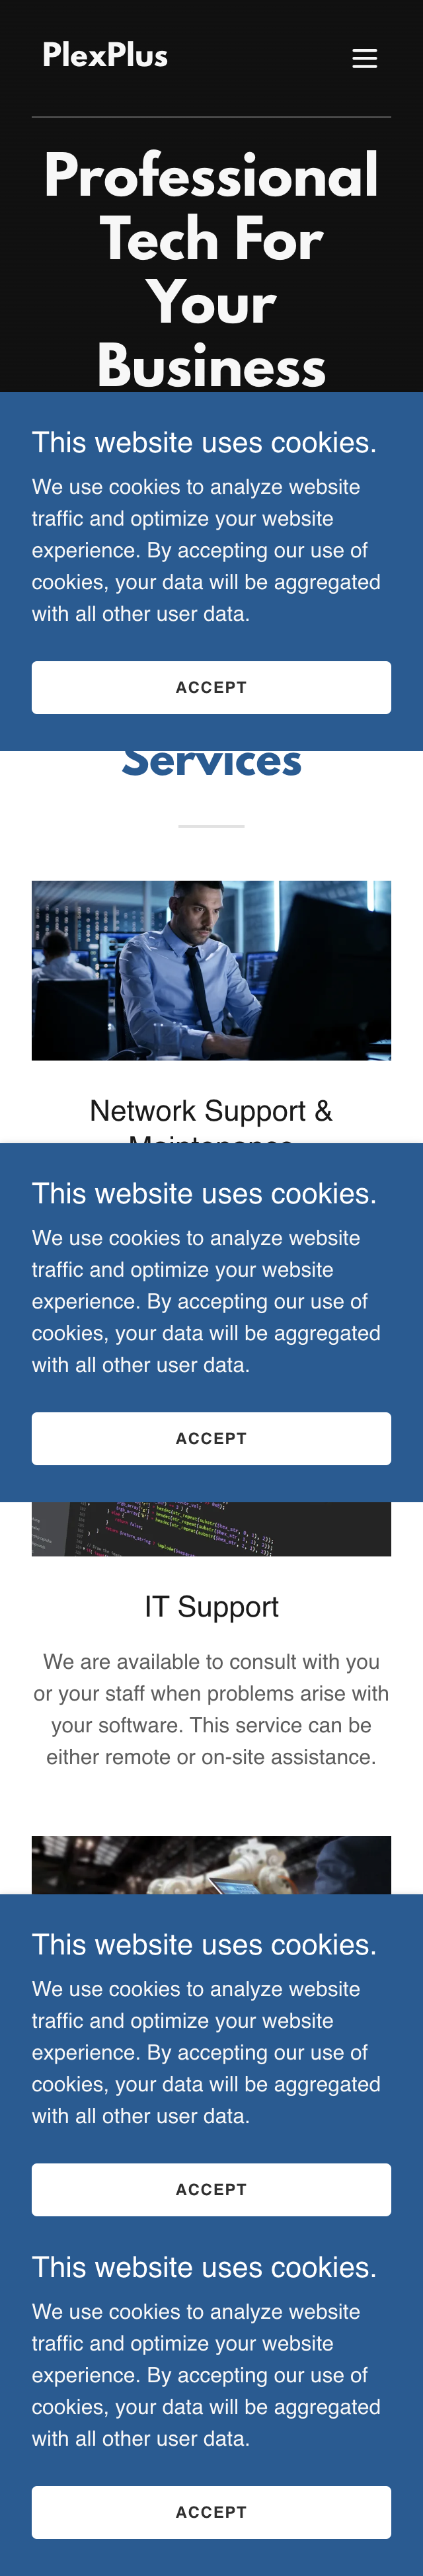 PlexPlus
Professional
Tech For
Your
Business
This website uses cookies.
We use cookies to analyze website
traffic and optimize your website
experience. By accepting our use of
cookies, your data will be aggregated
with all other user data.
ACCEPT
Services
Network Support &
Maintenance
This website uses cookies.
We use cookies to analyze website
traffic and optimize your website
experience. By accepting our use of
cookies, your data will be aggregated
with all other user data.
ACCEPT
IT Support
We are available to consult with you
or your staff when problems arise with
your software. This service can be
either remote or on-site assistance.
This website uses cookies.
We use cookies to analyze website
traffic and optimize your website
experience. By accepting our use of
cookies, your data will be aggregated
with all other user data.
ACCEPT
This website uses cookies.
We use cookies to analyze website
traffic and optimize your website
experience. By accepting our use of
cookies, your data will be aggregated
with all other user data.
ACCEPT